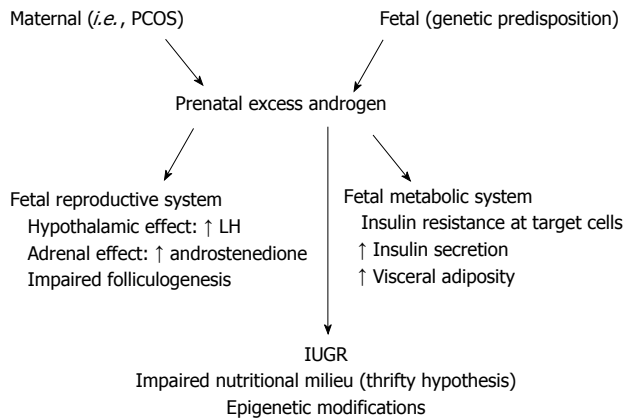 Maternal (i.e., PCOS)
Fetal (genetic predisposition)
Prenatal excess androgen
Fetal reproductive system
Hypothalamic effect: ↑ LH
Adrenal effect: ↑ androstenedione
Impaired folliculogenesis
Fetal metabolic system
Insulin resistance at target cells
↑ Insulin secretion
↑ Visceral adiposity
IUGR
Impaired nutritional milieu (thrifty hypothesis)
Epigenetic modifications